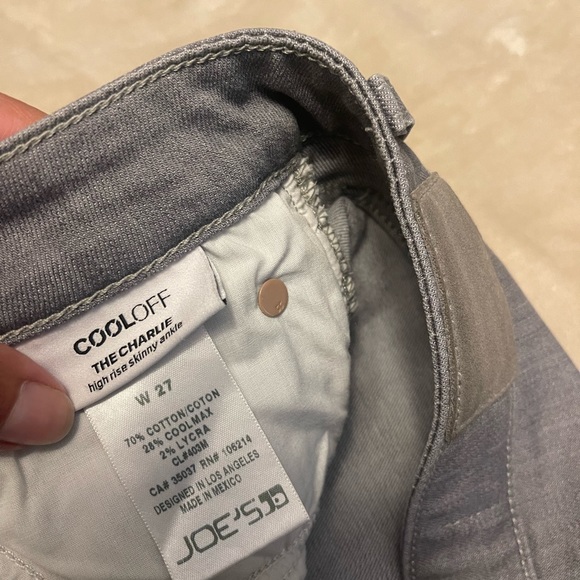 COOLOFF
THE CHARLIE
high rise skinny ankle
W 27
70% COTTON/COTON
28% COOLMAX
2% LYCRA
CL#403M
CA# 35037 RN# 106214
DESIGNED IN LOS ANGELES
MADE IN MEXICO
JOE'S